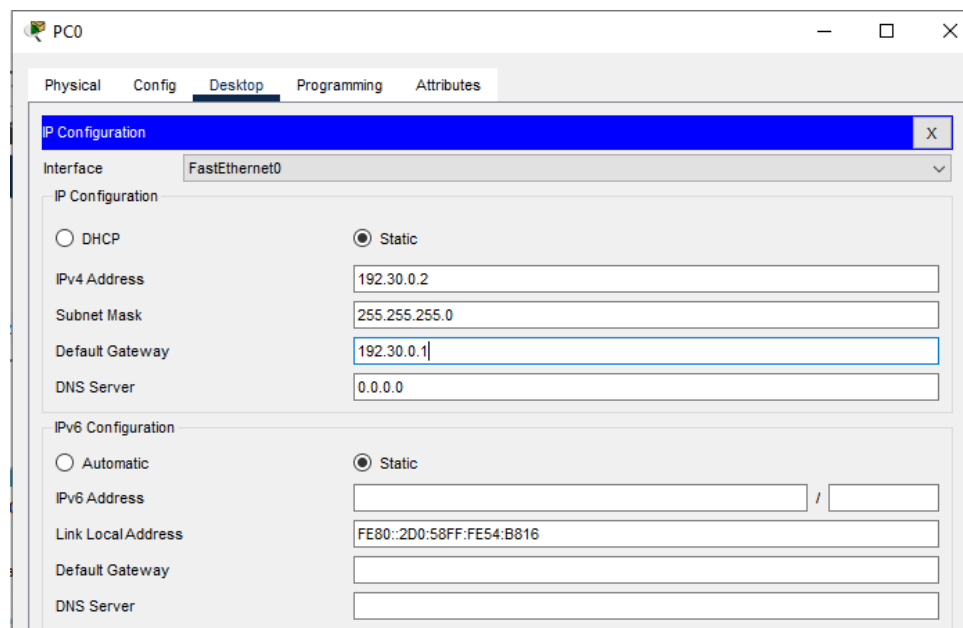 PC0
Physical Config Desktop Programming Attributes
IP Configuration X
Interface FastEthernet0
IP Configuration
DHCP Static
IPv4 Address 192.30.0.2
Subnet Mask 255.255.255.0
Default Gateway 192.30.0.1
DNS Server 0.0.0.0
IPv6 Configuration
Automatic Static
IPv6 Address /
Link Local Address FE80::2D0:58FF:FE54:B816
Default Gateway
DNS Server